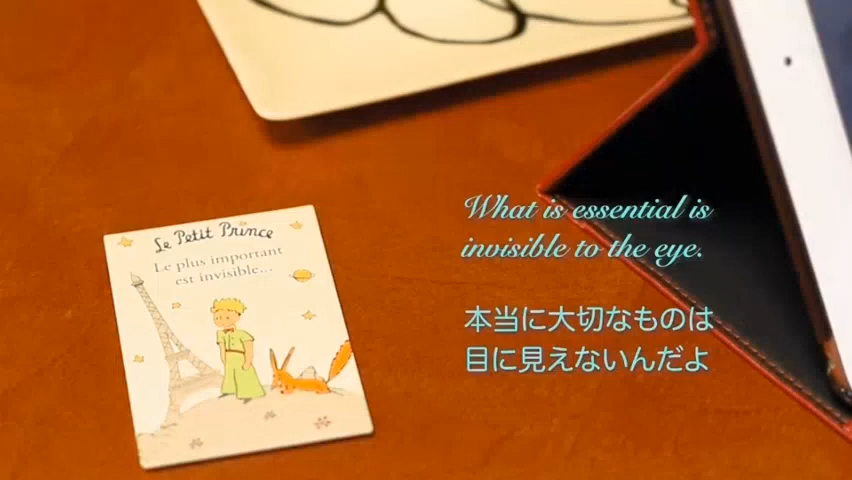 Le Petit Prince
Le plus important
est invisible...
What is essential is
invisible to the eye.
本当に大切なものは
目に見えないんだよ